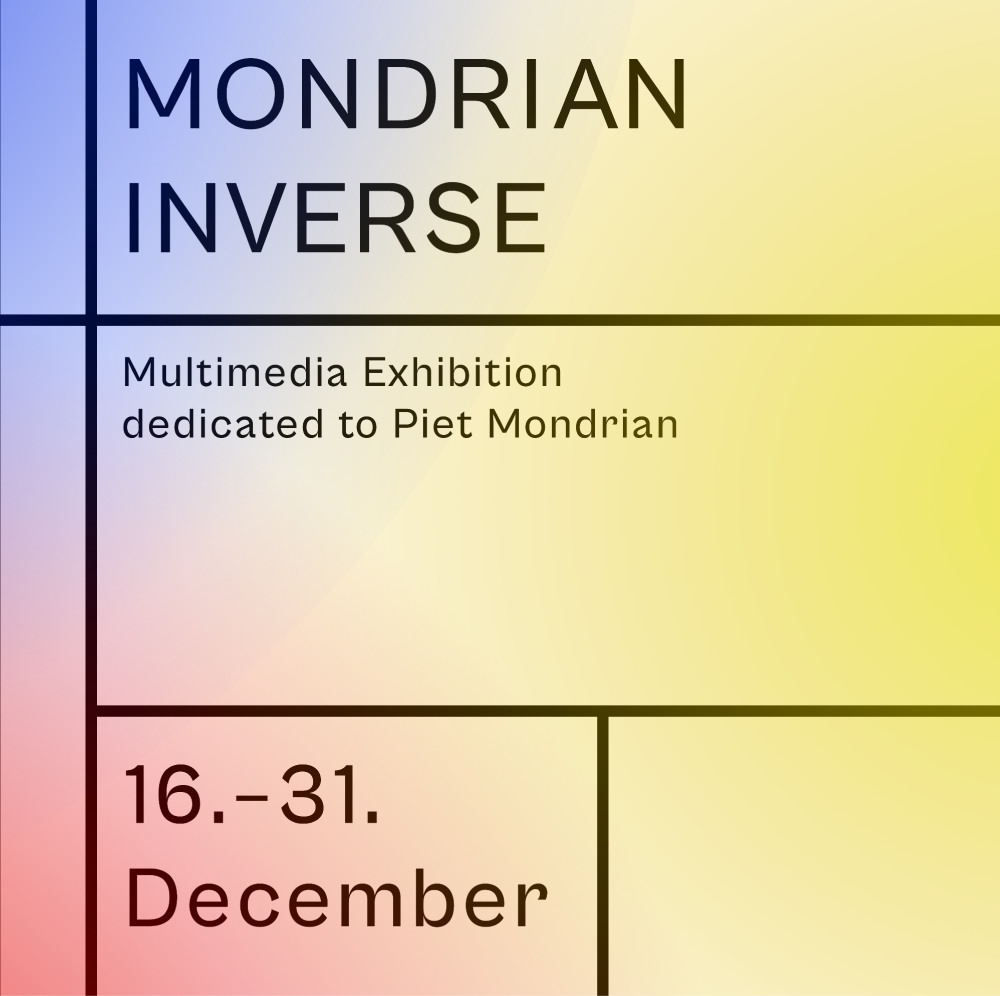 MONDRIAN
INVERSE
Multimedia Exhibition
dedicated to Piet Mondrian
16.–31.
December